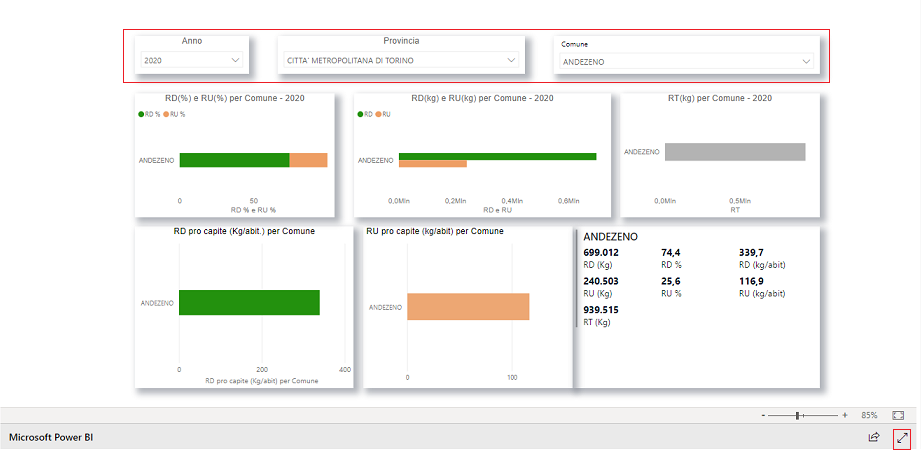 Anno
2020
Provincia
CITTA' METROPOLITANA DI TORINO
Comune
ANDEZENO
RD(%) e RU(%) per Comune - 2020
RD % RU %
ANDEZENO
0 50
RD % e RU %
RD(kg) e RU(kg) per Comune - 2020
RD RU
ANDEZENO
0,0Mln 0,2Mln 0,4Mln 0,6Mln
RD e RU
RT(kg) per Comune - 2020
ANDEZENO
0,0Mln 0,5Mln
RT
RD pro capite (Kg/abit.) per Comune
ANDEZENO
0 200 400
RD pro capite (Kg/abit) per Comune
RU pro capite (kg/abit) per Comune
ANDEZENO
0 100
ANDEZENO
699.012 74,4 339,7
RD (Kg) RD % RD (kg/abit)
240.503 25,6 116,9
RU (Kg) RU % RU (kg/abit)
939.515
RT (Kg)
- + 85%
Microsoft Power BI